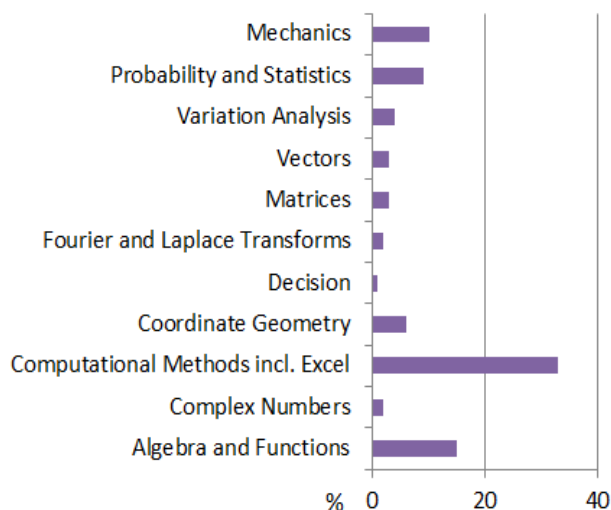 Mechanics
Probability and Statistics
Variation Analysis
Vectors
Matrices
Fourier and Laplace Transforms
Decision
Coordinate Geometry
Computational Methods incl. Excel
Complex Numbers
Algebra and Functions
% 0 20 40